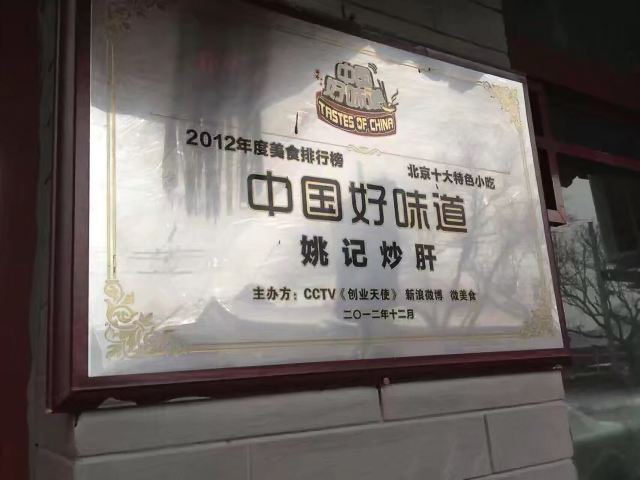 中国
好味道
TASTES OF CHINA
2012年度美食排行榜
北京十大特色小吃
中国好味道
姚记炒肝
主办方：CCTV《创业天使》 新浪微博 微美食
二〇一二年十二月